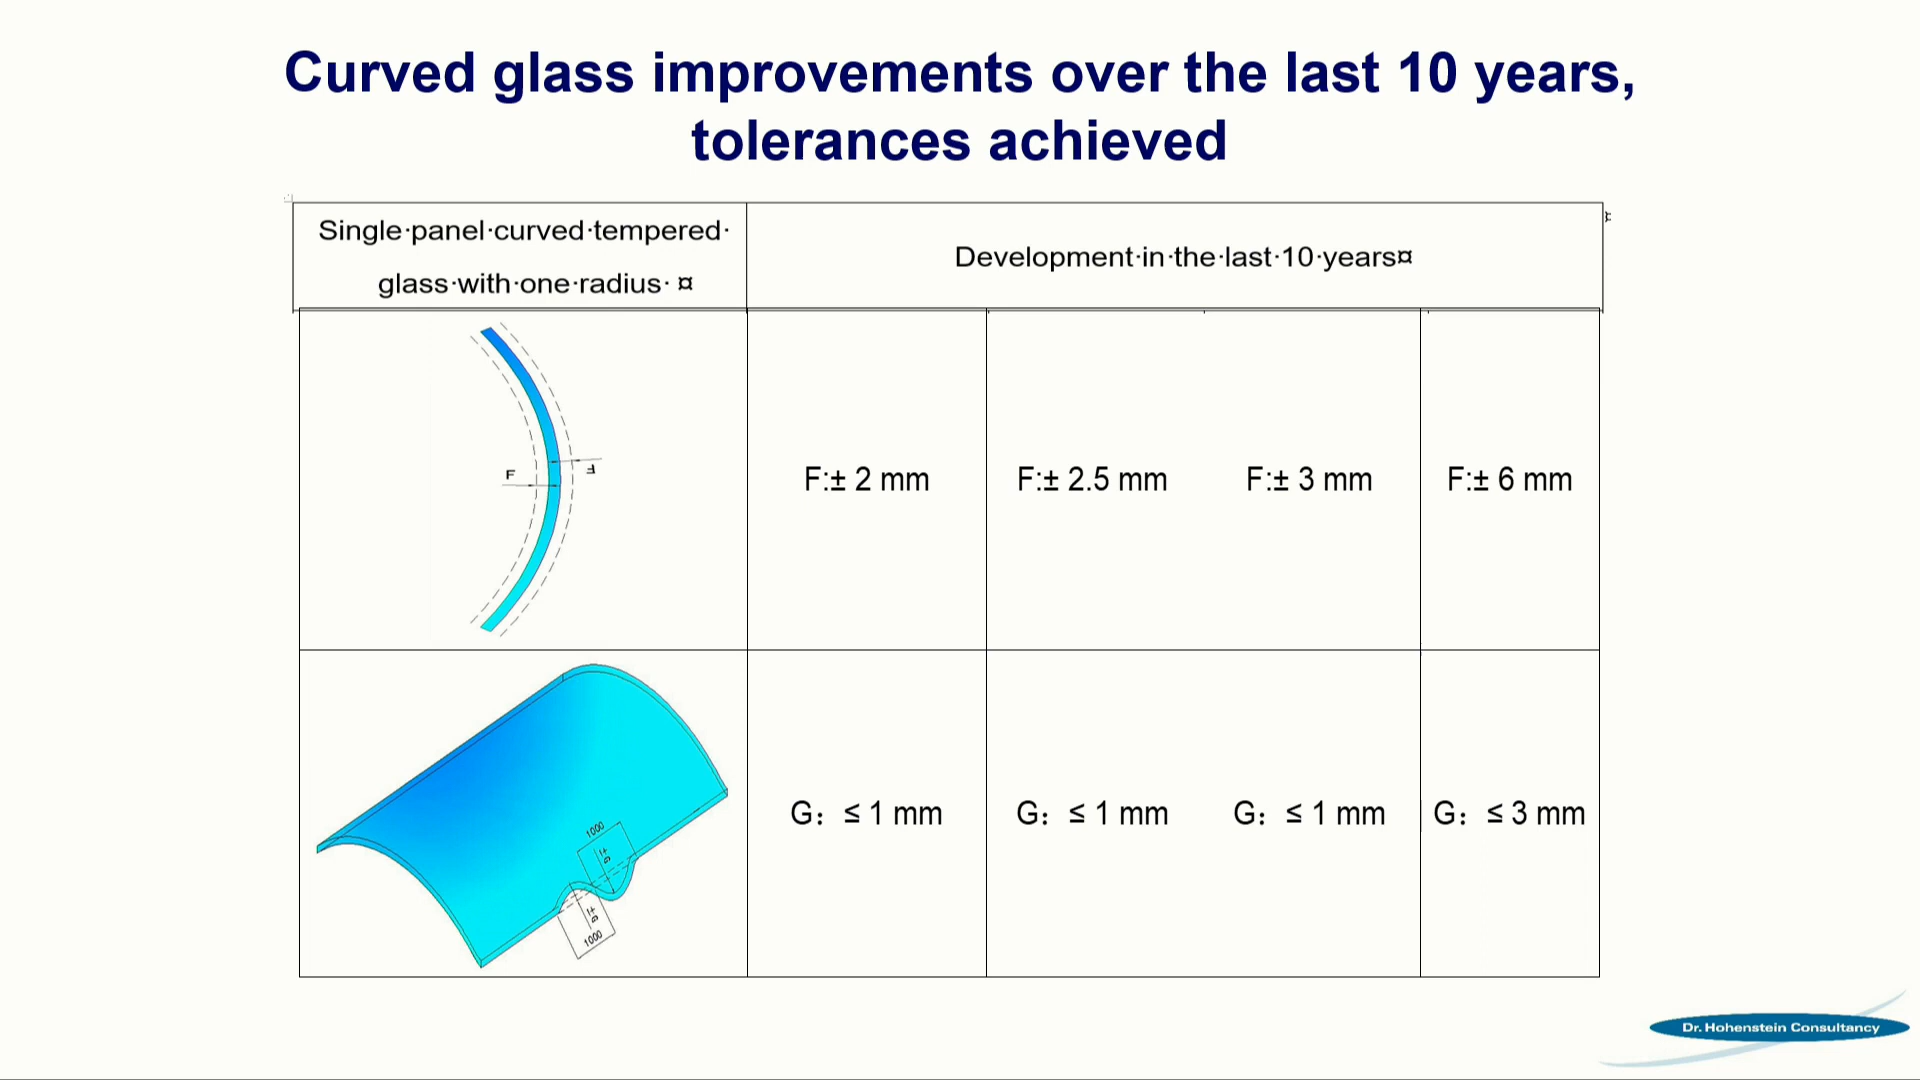 Curved glass improvements over the last 10 years,
tolerances achieved
Single·panel·curved·tempered·
glass·with·one·radius· ¤
Development·in·the·last·10·years¤
¤
F
F
F:± 2 mm
F:± 2.5 mm
F:± 3 mm
F:± 6 mm
1000
±G
±G
1000
G：≤ 1 mm
G：≤ 1 mm
G：≤ 1 mm
G：≤ 3 mm
Dr. Hohenstein Consultancy